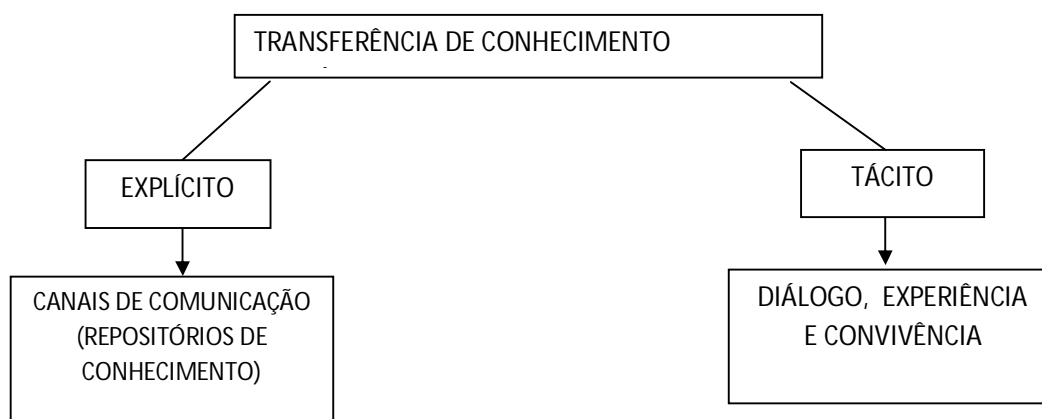 TRANSFERÊNCIA DE CONHECIMENTO
EXPLÍCITO
TÁCITO
CANAIS DE COMUNICAÇÃO
(REPOSITÓRIOS DE
CONHECIMENTO)
DIÁLOGO, EXPERIÊNCIA
E CONVIVÊNCIA